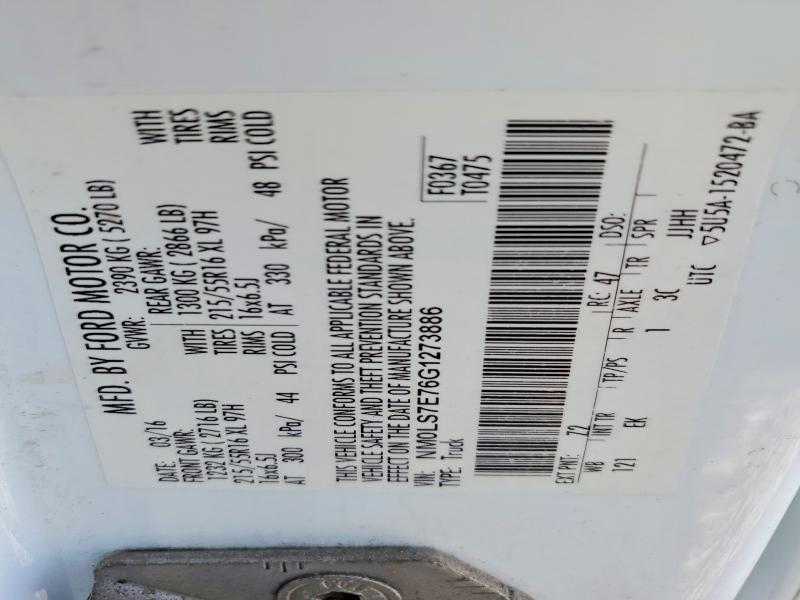 MFD. BY FORD MOTOR CO.
DATE: 03/16 GVWR: 2390 KG ( 5270 LB)
FRONT GAWR: REAR GAWR:
1232 KG ( 2716 LB) WITH 1300 KG ( 2866 LB) WITH
215/55R16 XL 97H TIRES 215/55R16 XL 97H TIRES
16x6.5J RIMS 16x6.5J RIMS
AT 300 kPa/ 44 PSI COLD AT 330 kPa/ 48 PSI COLD
THIS VEHICLE CONFORMS TO ALL APPLICABLE FEDERAL MOTOR
VEHICLE SAFETY AND THEFT PREVENTION STANDARDS IN
EFFECT ON THE DATE OF MANUFACTURE SHOWN ABOVE.
VIN: NM0LS7E76G1273886 F0367
TYPE: Truck T0475
EXT PNT: Z2 RC: 47 DSO:
WB INT TR TP/PS R AXLE TR SPR
121 EK 1 3C JJHH
UTC ▽5U5A-1520472-BA